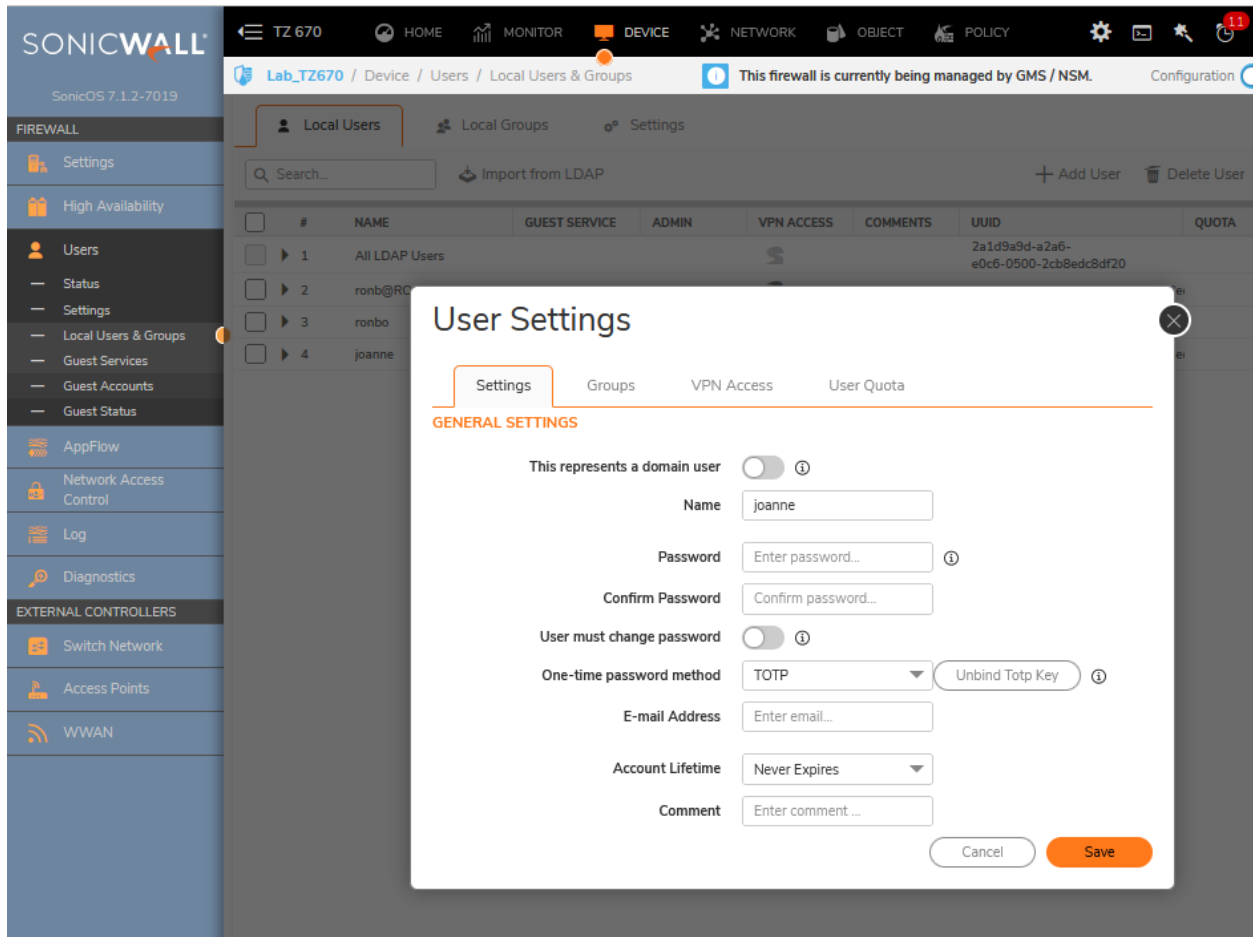 SONICWALL
SonicOS 7.1.2-7019
FIREWALL
Settings
High Availability
Users
Status
Settings
Local Users & Groups
Guest Services
Guest Accounts
Guest Status
AppFlow
Network Access
Control
Log
Diagnostics
EXTERNAL CONTROLLERS
Switch Network
Access Points
WWAN
TZ 670 HOME MONITOR DEVICE NETWORK OBJECT POLICY 11
Lab_TZ670 / Device / Users / Local Users & Groups This firewall is currently being managed by GMS / NSM. Configuration
Local Users Local Groups Settings
Search... Import from LDAP + Add User Delete User
# NAME GUEST SERVICE ADMIN VPN ACCESS COMMENTS UUID QUOTA
1 All LDAP Users 2a1d9a9d-a2a6-
e0c6-0500-2cb8edc8df20
2
3 ronbo
4 joanne
User Settings
Settings Groups VPN Access User Quota
GENERAL SETTINGS
This represents a domain user
Name joanne
Password Enter password...
Confirm Password Confirm password...
User must change password
One-time password method TOTP Unbind Totp Key
E-mail Address Enter email...
Account Lifetime Never Expires
Comment Enter comment ...
Cancel Save